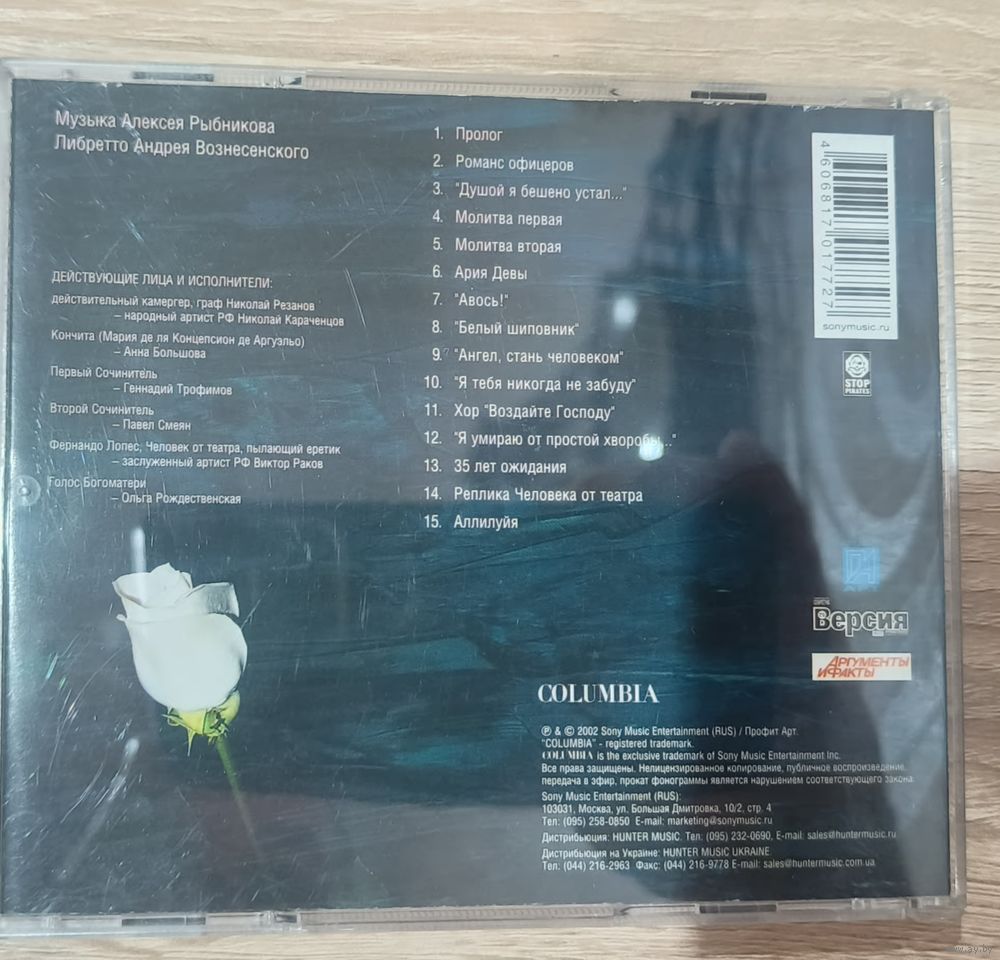 Музыка Алексея Рыбникова
Либретто Андрея Вознесенского
ДЕЙСТВУЮЩИЕ ЛИЦА И ИСПОЛНИТЕЛИ:
действительный камергер, граф Николай Резанов
– народный артист РФ Николай Караченцов
Кончита (Мария де ля Концепсион де Аргуэльо)
– Анна Большова
Первый Сочинитель
– Геннадий Трофимов
Второй Сочинитель
– Павел Смеян
Фернандо Лопес, Человек от театра, пылающий еретик
– заслуженный артист РФ Виктор Раков
Голос Богоматери
– Ольга Рождественская
1. Пролог
2. Романс офицеров
3. "Душой я бешено устал..."
4. Молитва первая
5. Молитва вторая
6. Ария Девы
7. "Авось!"
8. "Белый шиповник"
9. "Ангел, стань человеком"
10. "Я тебя никогда не забуду"
11. Хор "Воздайте Господу"
12. "Я умираю от простой хворобы..."
13. 35 лет ожидания
14. Реплика Человека от театра
15. Аллилуйя
4 606817 017727
sonymusic.ru
STOP
PIRATES
Версия
АРГУМЕНТЫ
И ФАКТЫ
COLUMBIA
℗ & © 2002 Sony Music Entertainment (RUS) / Профит Арт.
"COLUMBIA" - registered trademark.
COLUMBIA is the exclusive trademark of Sony Music Entertainment Inc.
Все права защищены. Нелицензированное копирование, публичное воспроизведение,
передача в эфир, прокат фонограммы является нарушением соответствующего закона.
Sony Music Entertainment (RUS):
103031, Москва, ул. Большая Дмитровка, 10/2, стр. 4
Тел: (095) 258-0850 E-mail: marketing@sonymusic.ru
Дистрибьюция: HUNTER MUSIC. Тел: (095) 232-0690, E-mail: sales@huntermusic.ru
Дистрибьюция на Украине: HUNTER MUSIC UKRAINE
Тел: (044) 216-2963 Факс: (044) 216-9778 E-mail: sales@huntermusic.com.ua